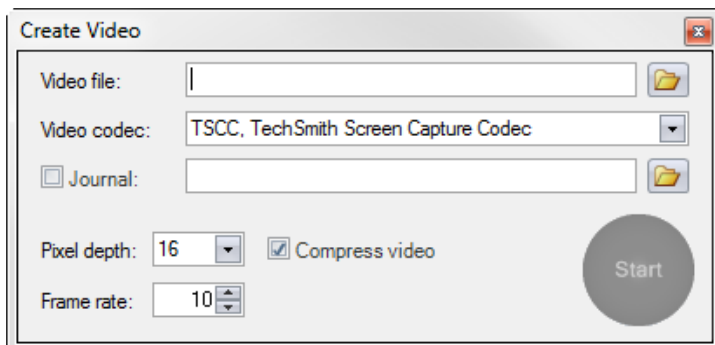 Create Video
Video file:
Video codec: TSCC, TechSmith Screen Capture Codec
Journal:
Pixel depth: 16 Compress video
Start
Frame rate: 10